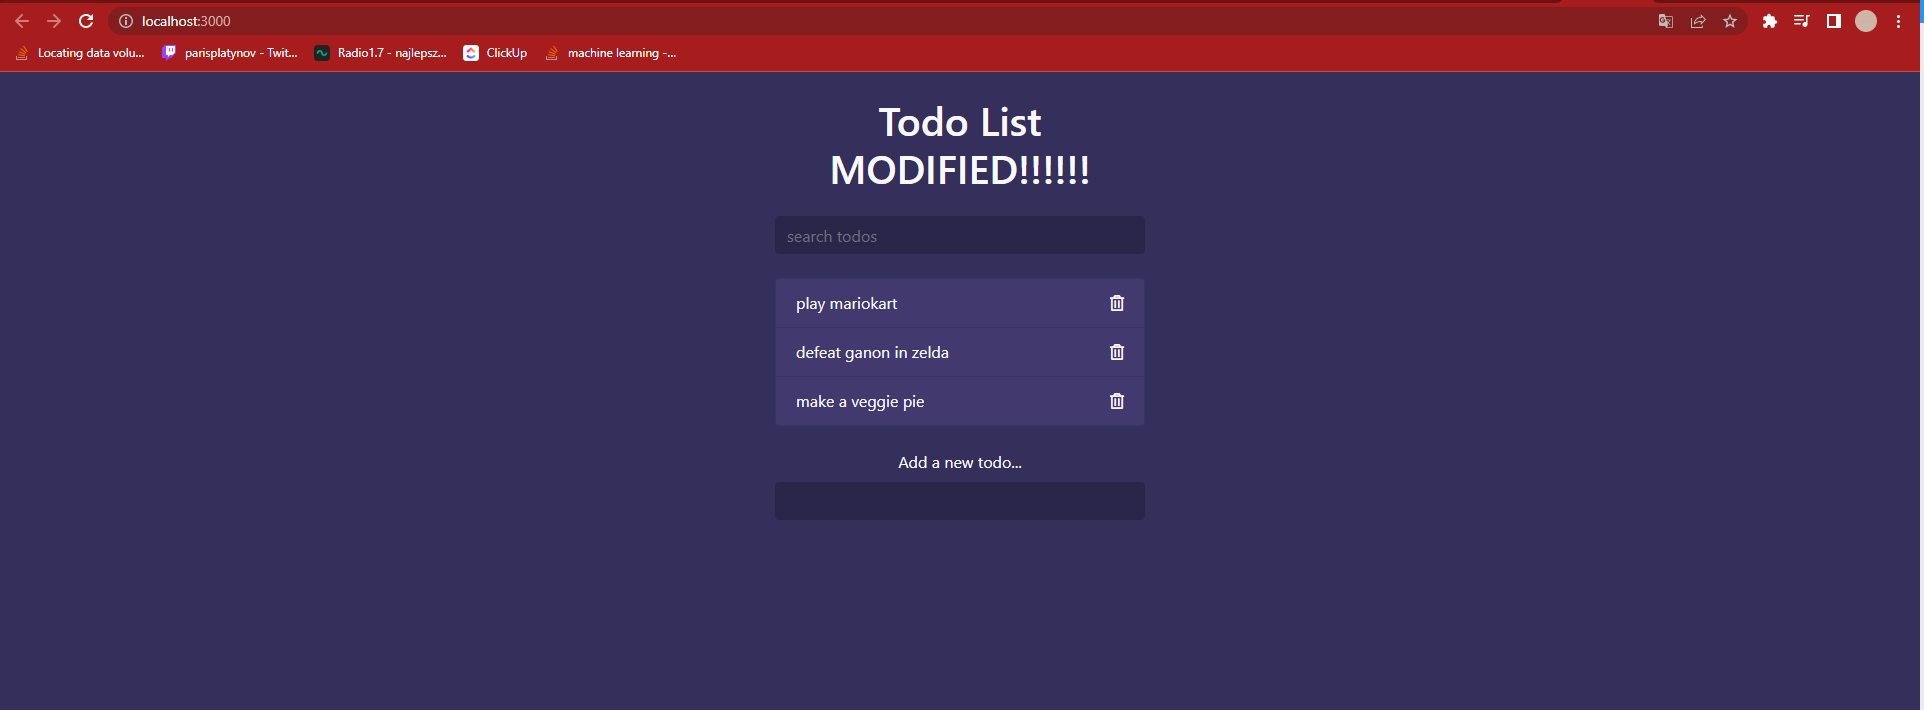 localhost:3000
Locating data volu... parisplatynov - Twit... Radio1.7 - najlepsz... ClickUp machine learning -...
Todo List
MODIFIED!!!!!!
search todos
play mariokart
defeat ganon in zelda
make a veggie pie
Add a new todo...